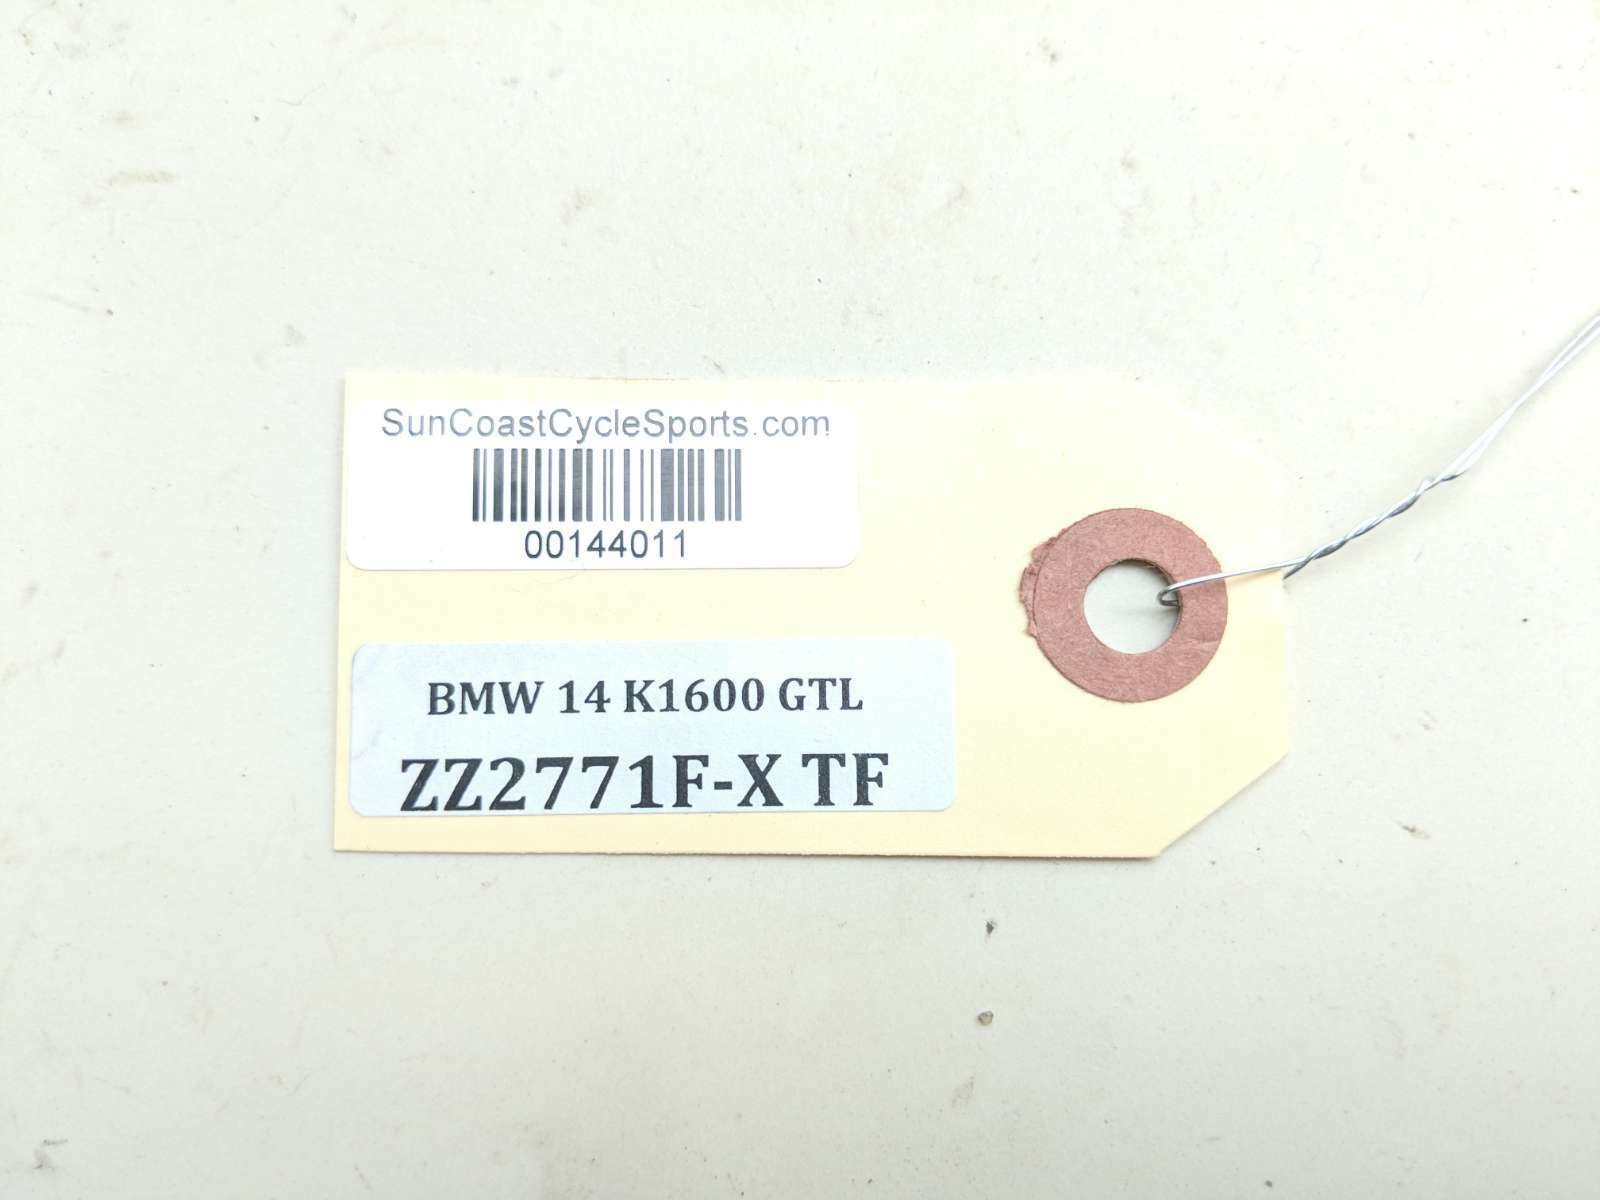 SunCoastCycleSports.com
00144011
BMW 14 K1600 GTL
ZZ2771F-X TF